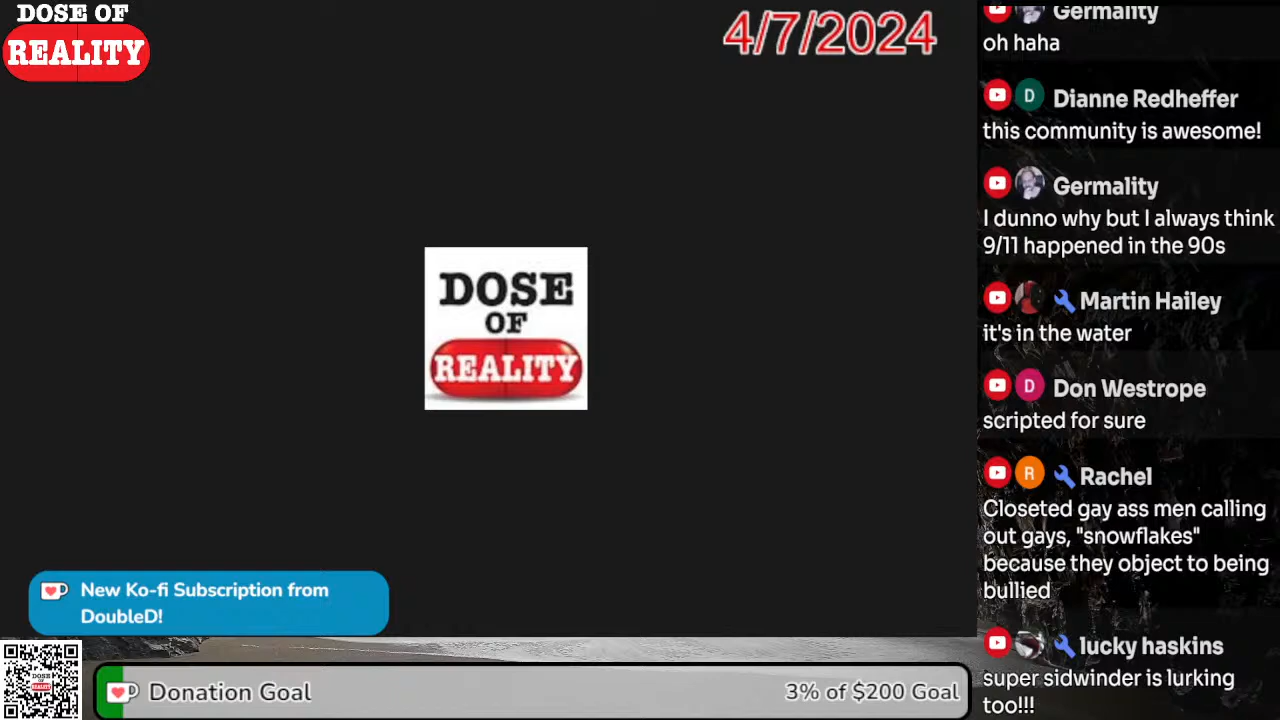 DOSE OF
REALITY
4/7/2024
DOSE
OF
REALITY
New Ko-fi Subscription from
DoubleD!
DOSE
OF
REALITY
Donation Goal
3% of $200 Goal
Germality
oh haha
D Dianne Redheffer
this community is awesome!
Germality
I dunno why but I always think
9/11 happened in the 90s
Martin Hailey
it's in the water
D Don Westrope
scripted for sure
R Rachel
Closeted gay ass men calling
out gays, "snowflakes"
because they object to being
bullied
lucky haskins
super sidwinder is lurking
too!!!